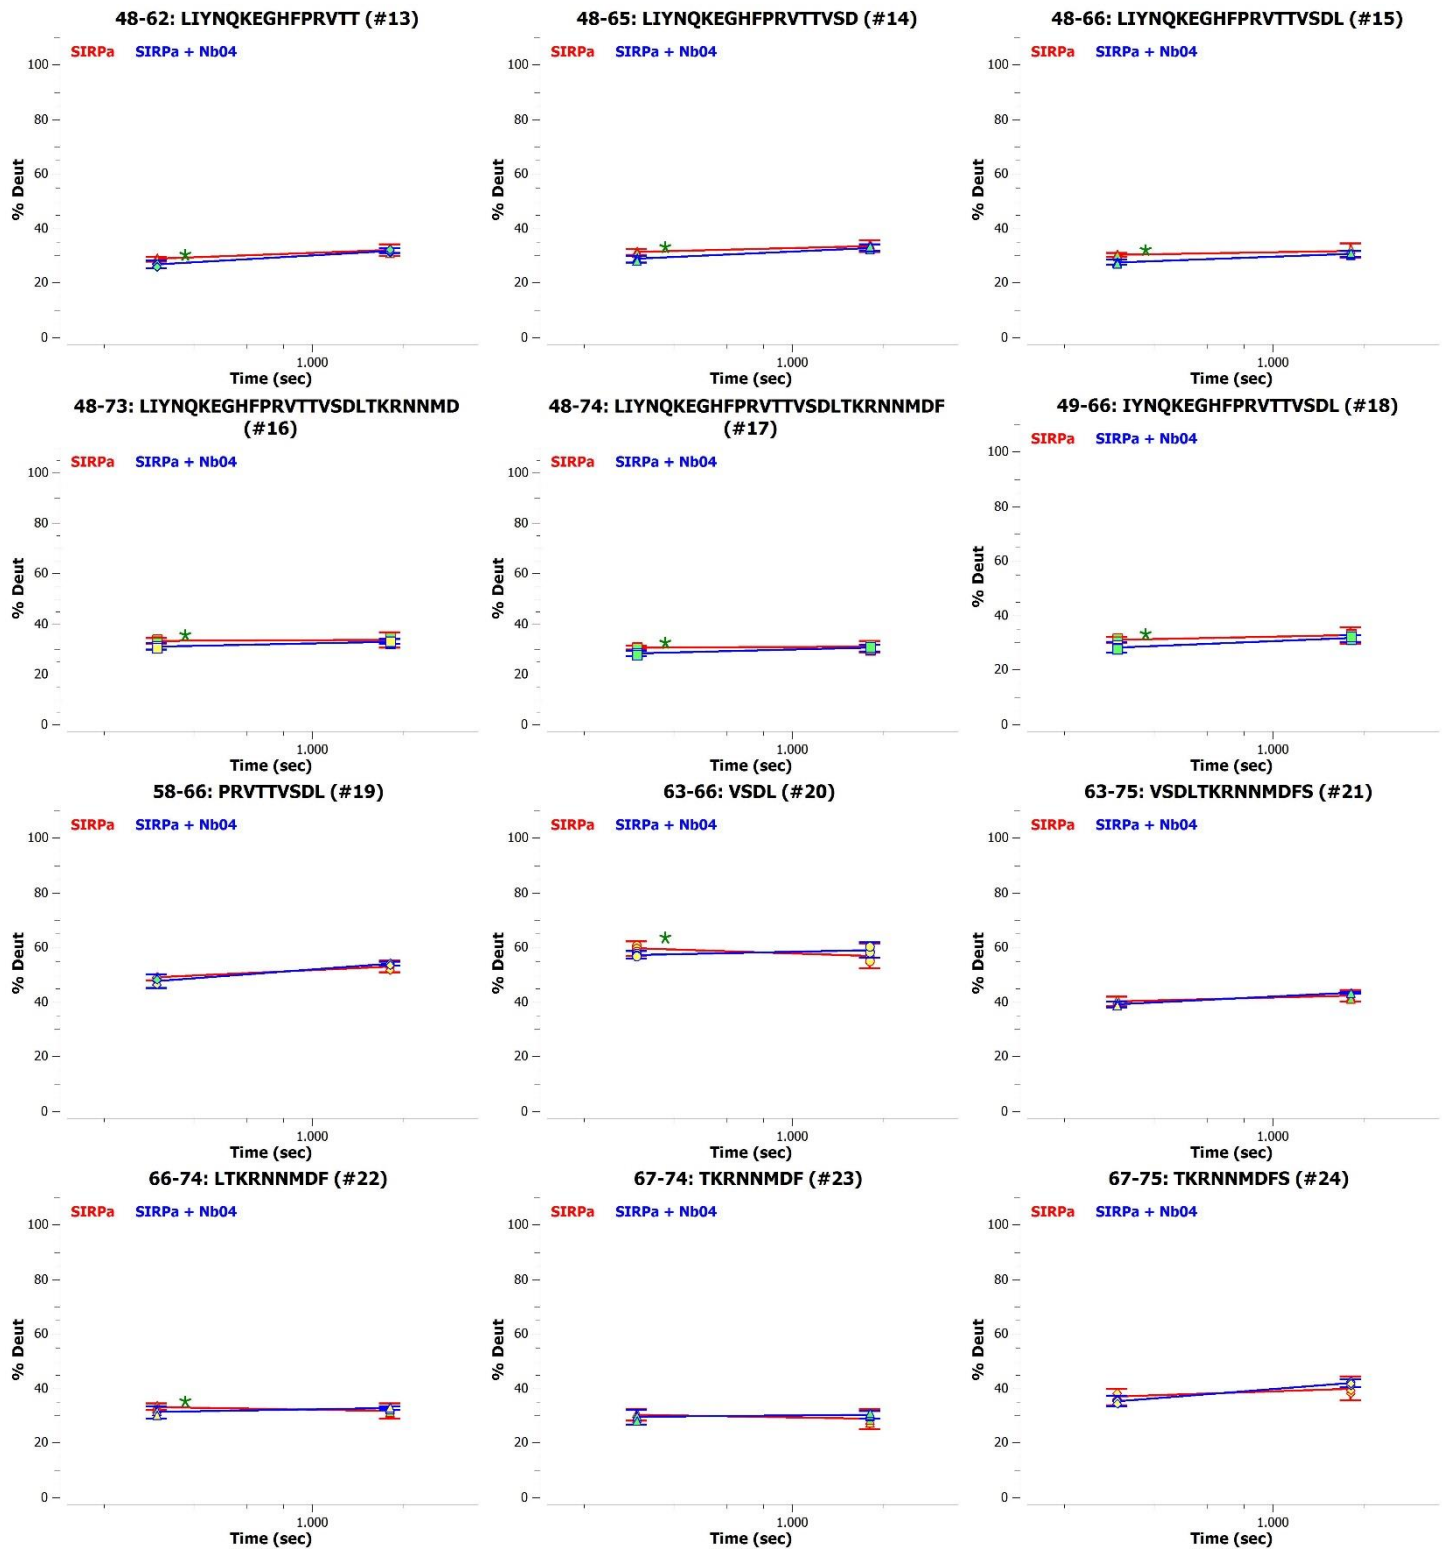 48-62: LIYNQKEGHFPRVTT (#13)
SIRPa SIRPa + Nb04
100
80
60
40
20
0
% Deut
1.000
Time (sec)
48-65: LIYNQKEGHFPRVTTVSD (#14)
SIRPa SIRPa + Nb04
100
80
60
40
20
0
% Deut
1.000
Time (sec)
48-66: LIYNQKEGHFPRVTTVSDL (#15)
SIRPa SIRPa + Nb04
100
80
60
40
20
0
% Deut
1.000
Time (sec)
48-73: LIYNQKEGHFPRVTTVSDLTKRNNMD
(#16)
SIRPa SIRPa + Nb04
100
80
60
40
20
0
% Deut
1.000
Time (sec)
48-74: LIYNQKEGHFPRVTTVSDLTKRNNMDF
(#17)
SIRPa SIRPa + Nb04
100
80
60
40
20
0
% Deut
1.000
Time (sec)
49-66: IYNQKEGHFPRVTTVSDL (#18)
SIRPa SIRPa + Nb04
100
80
60
40
20
0
% Deut
1.000
Time (sec)
58-66: PRVTTVSDL (#19)
SIRPa SIRPa + Nb04
100
80
60
40
20
0
% Deut
1.000
Time (sec)
63-66: VSDL (#20)
SIRPa SIRPa + Nb04
100
80
60
40
20
0
% Deut
1.000
Time (sec)
63-75: VSDLTKRNNMDFS (#21)
SIRPa SIRPa + Nb04
100
80
60
40
20
0
% Deut
1.000
Time (sec)
66-74: LTKRNNMDF (#22)
SIRPa SIRPa + Nb04
100
80
60
40
20
0
% Deut
1.000
Time (sec)
67-74: TKRNNMDF (#23)
SIRPa SIRPa + Nb04
100
80
60
40
20
0
% Deut
1.000
Time (sec)
67-75: TKRNNMDFS (#24)
SIRPa SIRPa + Nb04
100
80
60
40
20
0
% Deut
1.000
Time (sec)